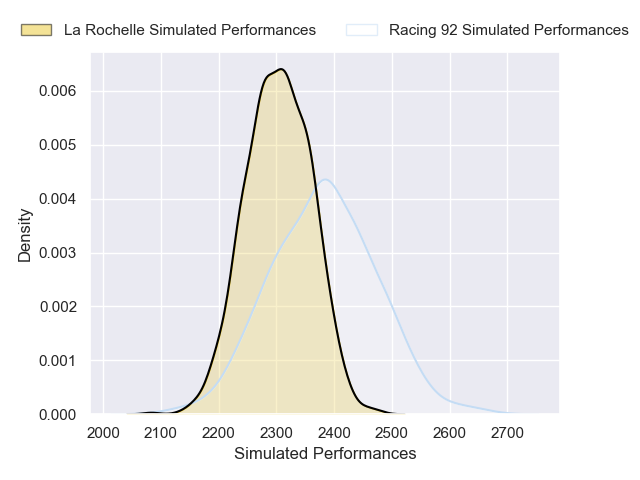 La Rochelle Simulated Performances Racing 92 Simulated Performances
0.006
0.005
0.004
0.003
0.002
0.001
0.000
Density
2000 2100 2200 2300 2400 2500 2600 2700
Simulated Performances